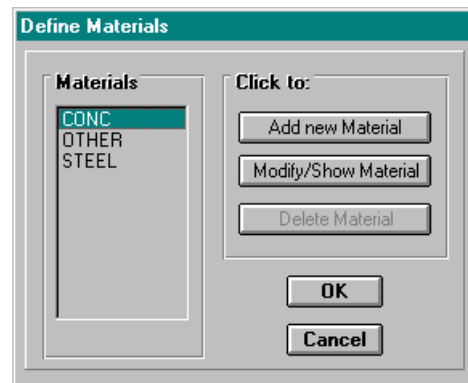 Define Materials
Materials
CONC
OTHER
STEEL
Click to:
Add new Material
Modify/Show Material
Delete Material
OK
Cancel